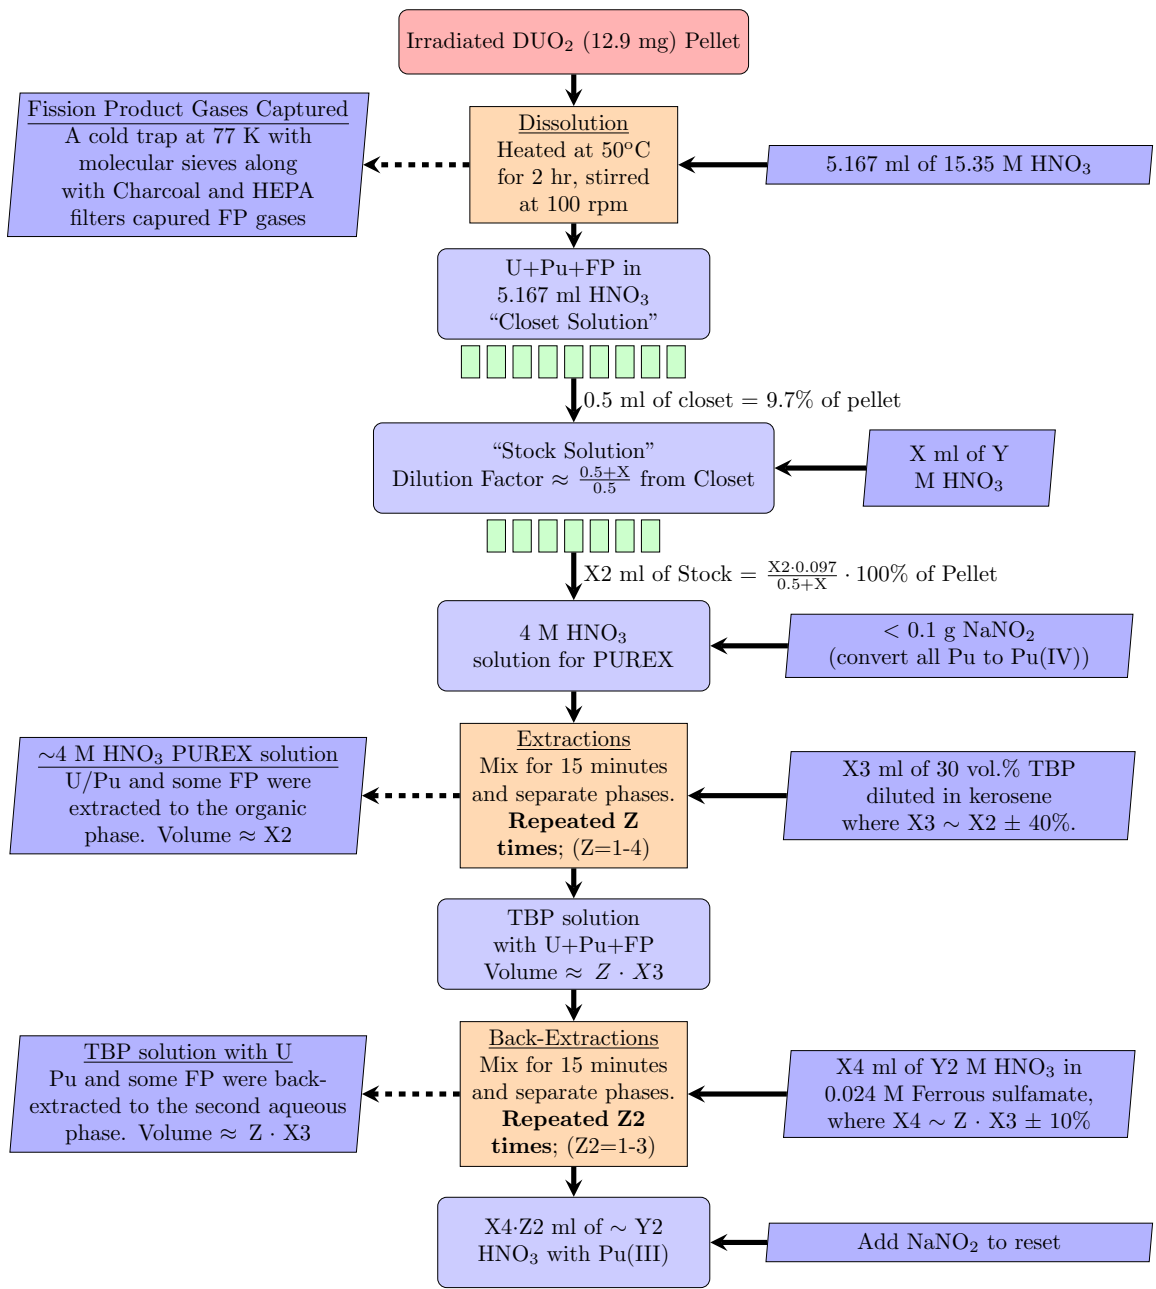 Irradiated DUO₂ (12.9 mg) Pellet
Fission Product Gases Captured
A cold trap at 77 K with
molecular sieves along
with Charcoal and HEPA
filters capured FP gases
Dissolution
Heated at 50ºC
for 2 hr, stirred
at 100 rpm
5.167 ml of 15.35 M HNO₃
U+Pu+FP in
5.167 ml HNO₃
“Closet Solution”
0.5 ml of closet = 9.7% of pellet
“Stock Solution”
Dilution Factor ≈ (0.5+X)/0.5 from Closet
X ml of Y
M HNO₃
X2 ml of Stock = (X2·0.097)/(0.5+X) · 100% of Pellet
4 M HNO₃
solution for PUREX
< 0.1 g NaNO₂
(convert all Pu to Pu(IV))
∼4 M HNO₃ PUREX solution
U/Pu and some FP were
extracted to the organic
phase. Volume ≈ X2
Extractions
Mix for 15 minutes
and separate phases.
Repeated Z
times; (Z=1-4)
X3 ml of 30 vol.% TBP
diluted in kerosene
where X3 ∼ X2 ± 40%.
TBP solution
with U+Pu+FP
Volume ≈ Z · X3
TBP solution with U
Pu and some FP were back-
extracted to the second aqueous
phase. Volume ≈ Z · X3
Back-Extractions
Mix for 15 minutes
and separate phases.
Repeated Z2
times; (Z2=1-3)
X4 ml of Y2 M HNO₃ in
0.024 M Ferrous sulfamate,
where X4 ∼ Z · X3 ± 10%
X4·Z2 ml of ∼ Y2
HNO₃ with Pu(III)
Add NaNO₂ to reset